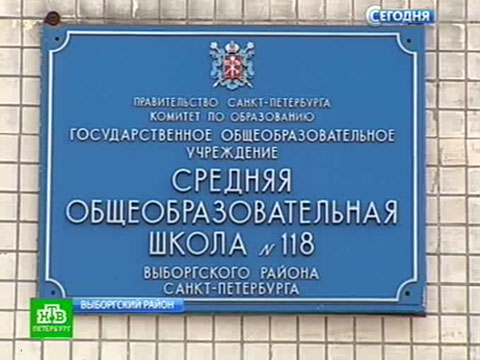 СЕГОДНЯ
ПРАВИТЕЛЬСТВО САНКТ-ПЕТЕРБУРГА
КОМИТЕТ ПО ОБРАЗОВАНИЮ
ГОСУДАРСТВЕННОЕ ОБЩЕОБРАЗОВАТЕЛЬНОЕ
УЧРЕЖДЕНИЕ
СРЕДНЯЯ
ОБЩЕОБРАЗОВАТЕЛЬНАЯ
ШКОЛА N 118
ВЫБОРГСКОГО РАЙОНА
САНКТ-ПЕТЕРБУРГА
ВЫБОРГСКИЙ РАЙОН
НТВ
ПЕТЕРБУРГ